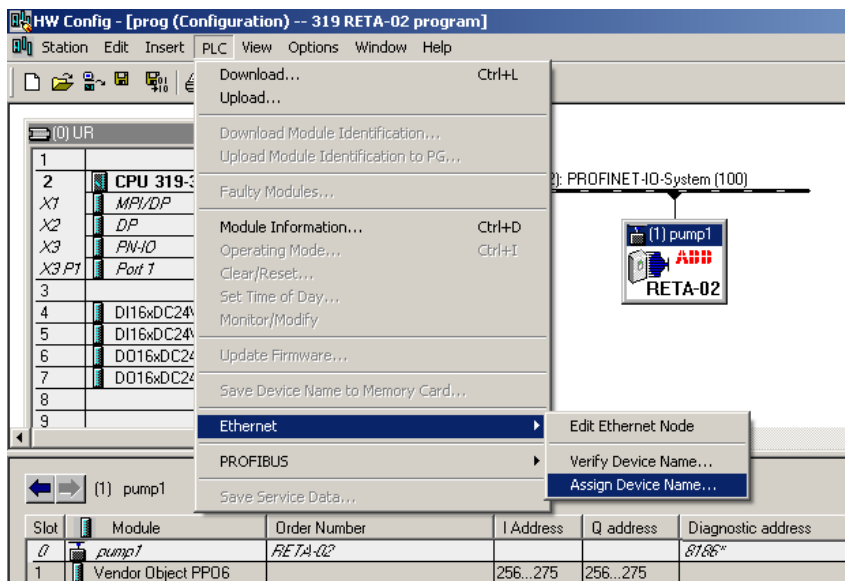 HW Config - [prog (Configuration) -- 319 RETA-02 program]
Station Edit Insert PLC View Options Window Help
Download... Ctrl+L
Upload...
Download Module Identification...
Upload Module Identification to PG...
Faulty Modules...
Module Information... Ctrl+D
Operating Mode... Ctrl+I
Clear/Reset...
Set Time of Day...
Monitor/Modify
Update Firmware...
Save Device Name to Memory Card...
Ethernet
PROFIBUS
Save Service Data...
Edit Ethernet Node
Verify Device Name...
Assign Device Name...
(0) UR
1
2 CPU 319-3
X1 MPI/DP
X2 DP
X3 PN-IO
X3 P1 Port 1
3
4 DI16xDC24V
5 DI16xDC24V
6 DO16xDC24
7 DO16xDC24
8
9
): PROFINET-IO-System (100)
(1) pump1
ABB
RETA-02
(1) pump1
Slot Module Order Number I Address Q address Diagnostic address
0 pump1 RETA-02 8186*
1 Vendor Object PPO6 256...275 256...275